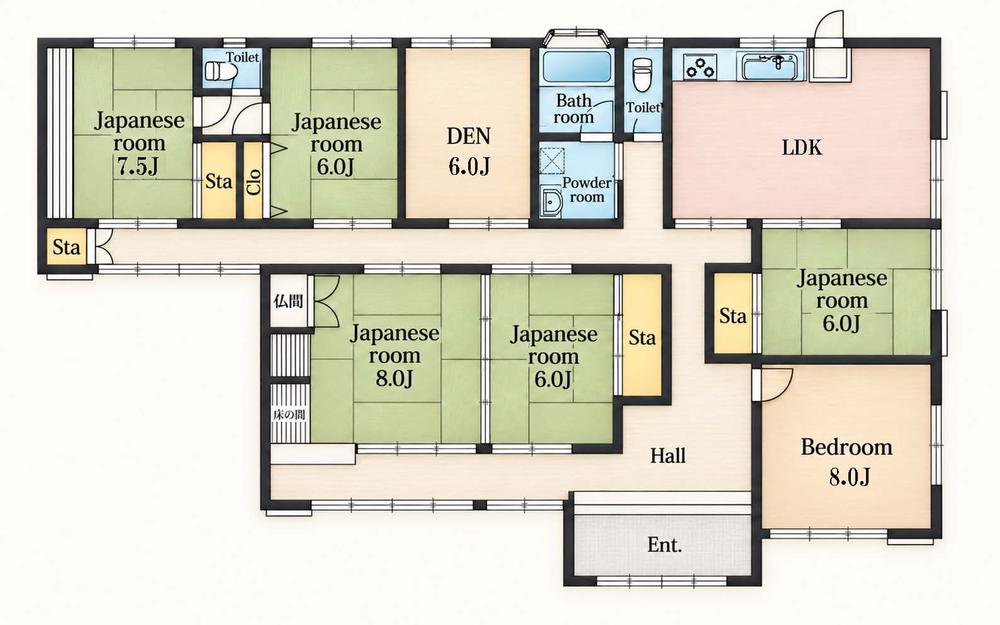 Japanese
room
7.5J
Toilet
Sta
Clo
Japanese
room
6.0J
DEN
6.0J
Bath
room
Powder
room
Toilet
LDK
Sta
仏間
床の間
Japanese
room
8.0J
Japanese
room
6.0J
Sta
Sta
Japanese
room
6.0J
Hall
Bedroom
8.0J
Ent.